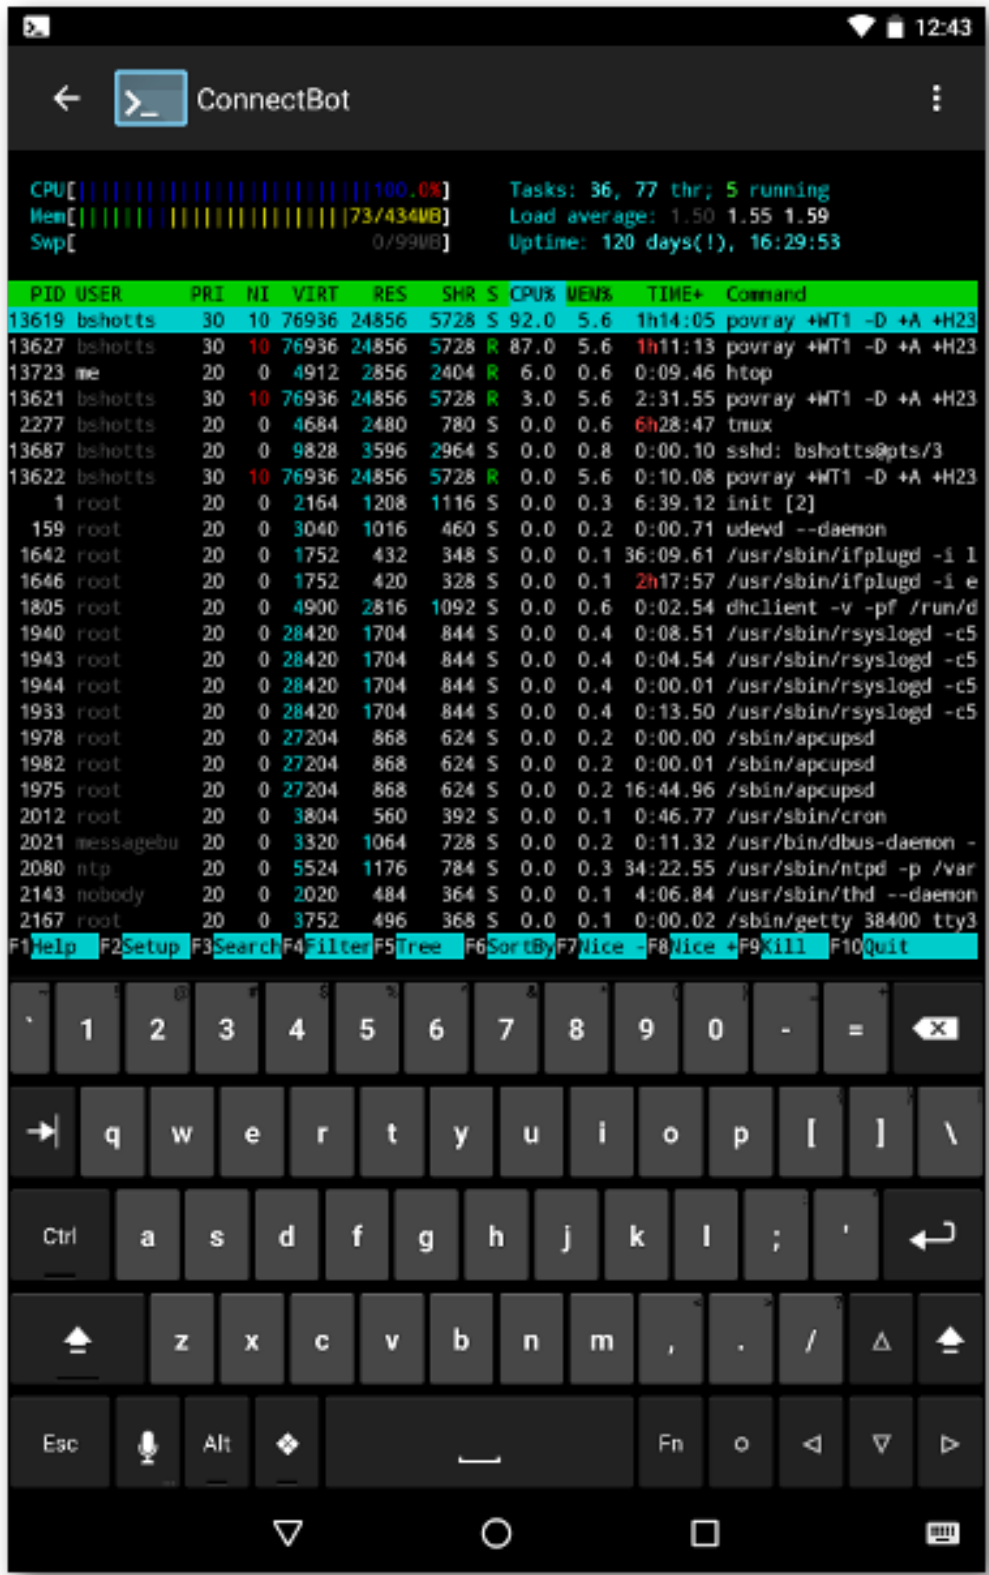 12:43
ConnectBot
CPU[||||||||||||||||||||||||||100.0%] Tasks: 36, 77 thr; 5 running
Mem[||||||||||||||||||||||||73/434MB] Load average: 1.50 1.55 1.59
Swp[ 0/99MB] Uptime: 120 days(!), 16:29:53
PID USER PRI NI VIRT RES SHR S CPU% MEM% TIME+ Command
13619 bshotts 30 10 76936 24856 5728 S 92.0 5.6 1h14:05 povray +WT1 -D +A +H23
13627 bshotts 30 10 76936 24856 5728 R 87.0 5.6 1h11:13 povray +WT1 -D +A +H23
13723 me 20 0 4912 2856 2404 R 6.0 0.6 0:09.46 htop
13621 bshotts 30 10 76936 24856 5728 R 3.0 5.6 2:31.55 povray +WT1 -D +A +H23
2277 bshotts 20 0 4684 2480 780 S 0.0 0.6 6h28:47 tmux
13687 bshotts 20 0 9828 3596 2964 S 0.0 0.8 0:00.10 sshd: bshotts@pts/3
13622 bshotts 30 10 76936 24856 5728 R 0.0 5.6 0:10.08 povray +WT1 -D +A +H23
1 root 20 0 2164 1208 1116 S 0.0 0.3 6:39.12 init [2]
159 root 20 0 3040 1016 460 S 0.0 0.2 0:00.71 udevd --daemon
1642 root 20 0 1752 432 348 S 0.0 0.1 36:09.61 /usr/sbin/ifplugd -i l
1646 root 20 0 1752 420 328 S 0.0 0.1 2h17:57 /usr/sbin/ifplugd -i e
1805 root 20 0 4900 2816 1092 S 0.0 0.6 0:02.54 dhclient -v -pf /run/d
1940 root 20 0 28420 1704 844 S 0.0 0.4 0:08.51 /usr/sbin/rsyslogd -c5
1943 root 20 0 28420 1704 844 S 0.0 0.4 0:04.54 /usr/sbin/rsyslogd -c5
1944 root 20 0 28420 1704 844 S 0.0 0.4 0:00.01 /usr/sbin/rsyslogd -c5
1933 root 20 0 28420 1704 844 S 0.0 0.4 0:13.50 /usr/sbin/rsyslogd -c5
1978 root 20 0 27204 868 624 S 0.0 0.2 0:00.00 /sbin/apcupsd
1982 root 20 0 27204 868 624 S 0.0 0.2 0:00.01 /sbin/apcupsd
1975 root 20 0 27204 868 624 S 0.0 0.2 16:44.96 /sbin/apcupsd
2012 root 20 0 3804 560 392 S 0.0 0.1 0:46.77 /usr/sbin/cron
2021 messagebu 20 0 3320 1064 728 S 0.0 0.2 0:11.32 /usr/bin/dbus-daemon -
2080 ntp 20 0 5524 1176 784 S 0.0 0.3 34:22.55 /usr/sbin/ntpd -p /var
2143 nobody 20 0 2020 484 364 S 0.0 0.1 4:06.84 /usr/sbin/thd --daemon
2167 root 20 0 3752 496 368 S 0.0 0.1 0:00.02 /sbin/getty 38400 tty3
F1Help F2Setup F3SearchF4FilterF5Tree F6SortByF7Nice -F8Nice +F9Kill F10Quit
` 1 2 3 4 5 6 7 8 9 0 - =
q w e r t y u i o p [ ] \
Ctrl a s d f g h j k l ; '
z x c v b n m , . /
Esc Alt Fn